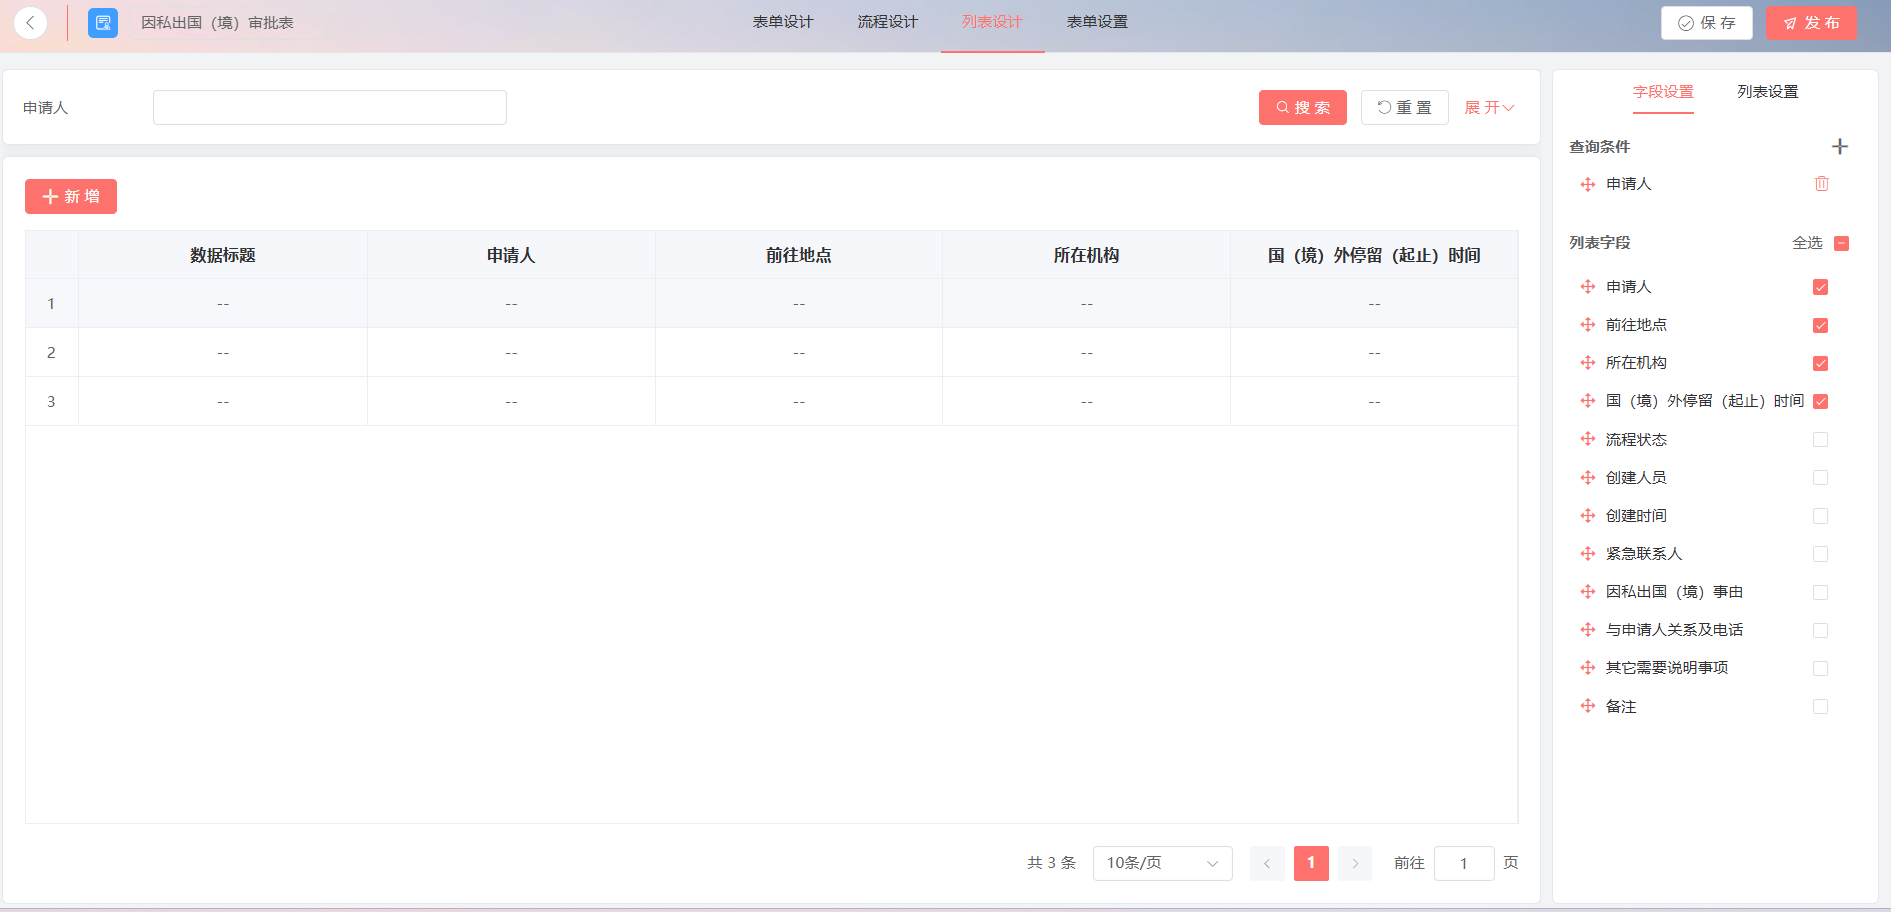 因私出国（境）审批表
表单设计 流程设计 列表设计 表单设置
保存 发布
申请人
搜索 重置 展开
新增
数据标题 申请人 前往地点 所在机构 国（境）外停留（起止）时间
1 -- -- -- -- --
2 -- -- -- -- --
3 -- -- -- -- --
共 3 条 10条/页 1 前往 1 页
字段设置 列表设置
查询条件
申请人
列表字段 全选
申请人
前往地点
所在机构
国（境）外停留（起止）时间
流程状态
创建人员
创建时间
紧急联系人
因私出国（境）事由
与申请人关系及电话
其它需要说明事项
备注